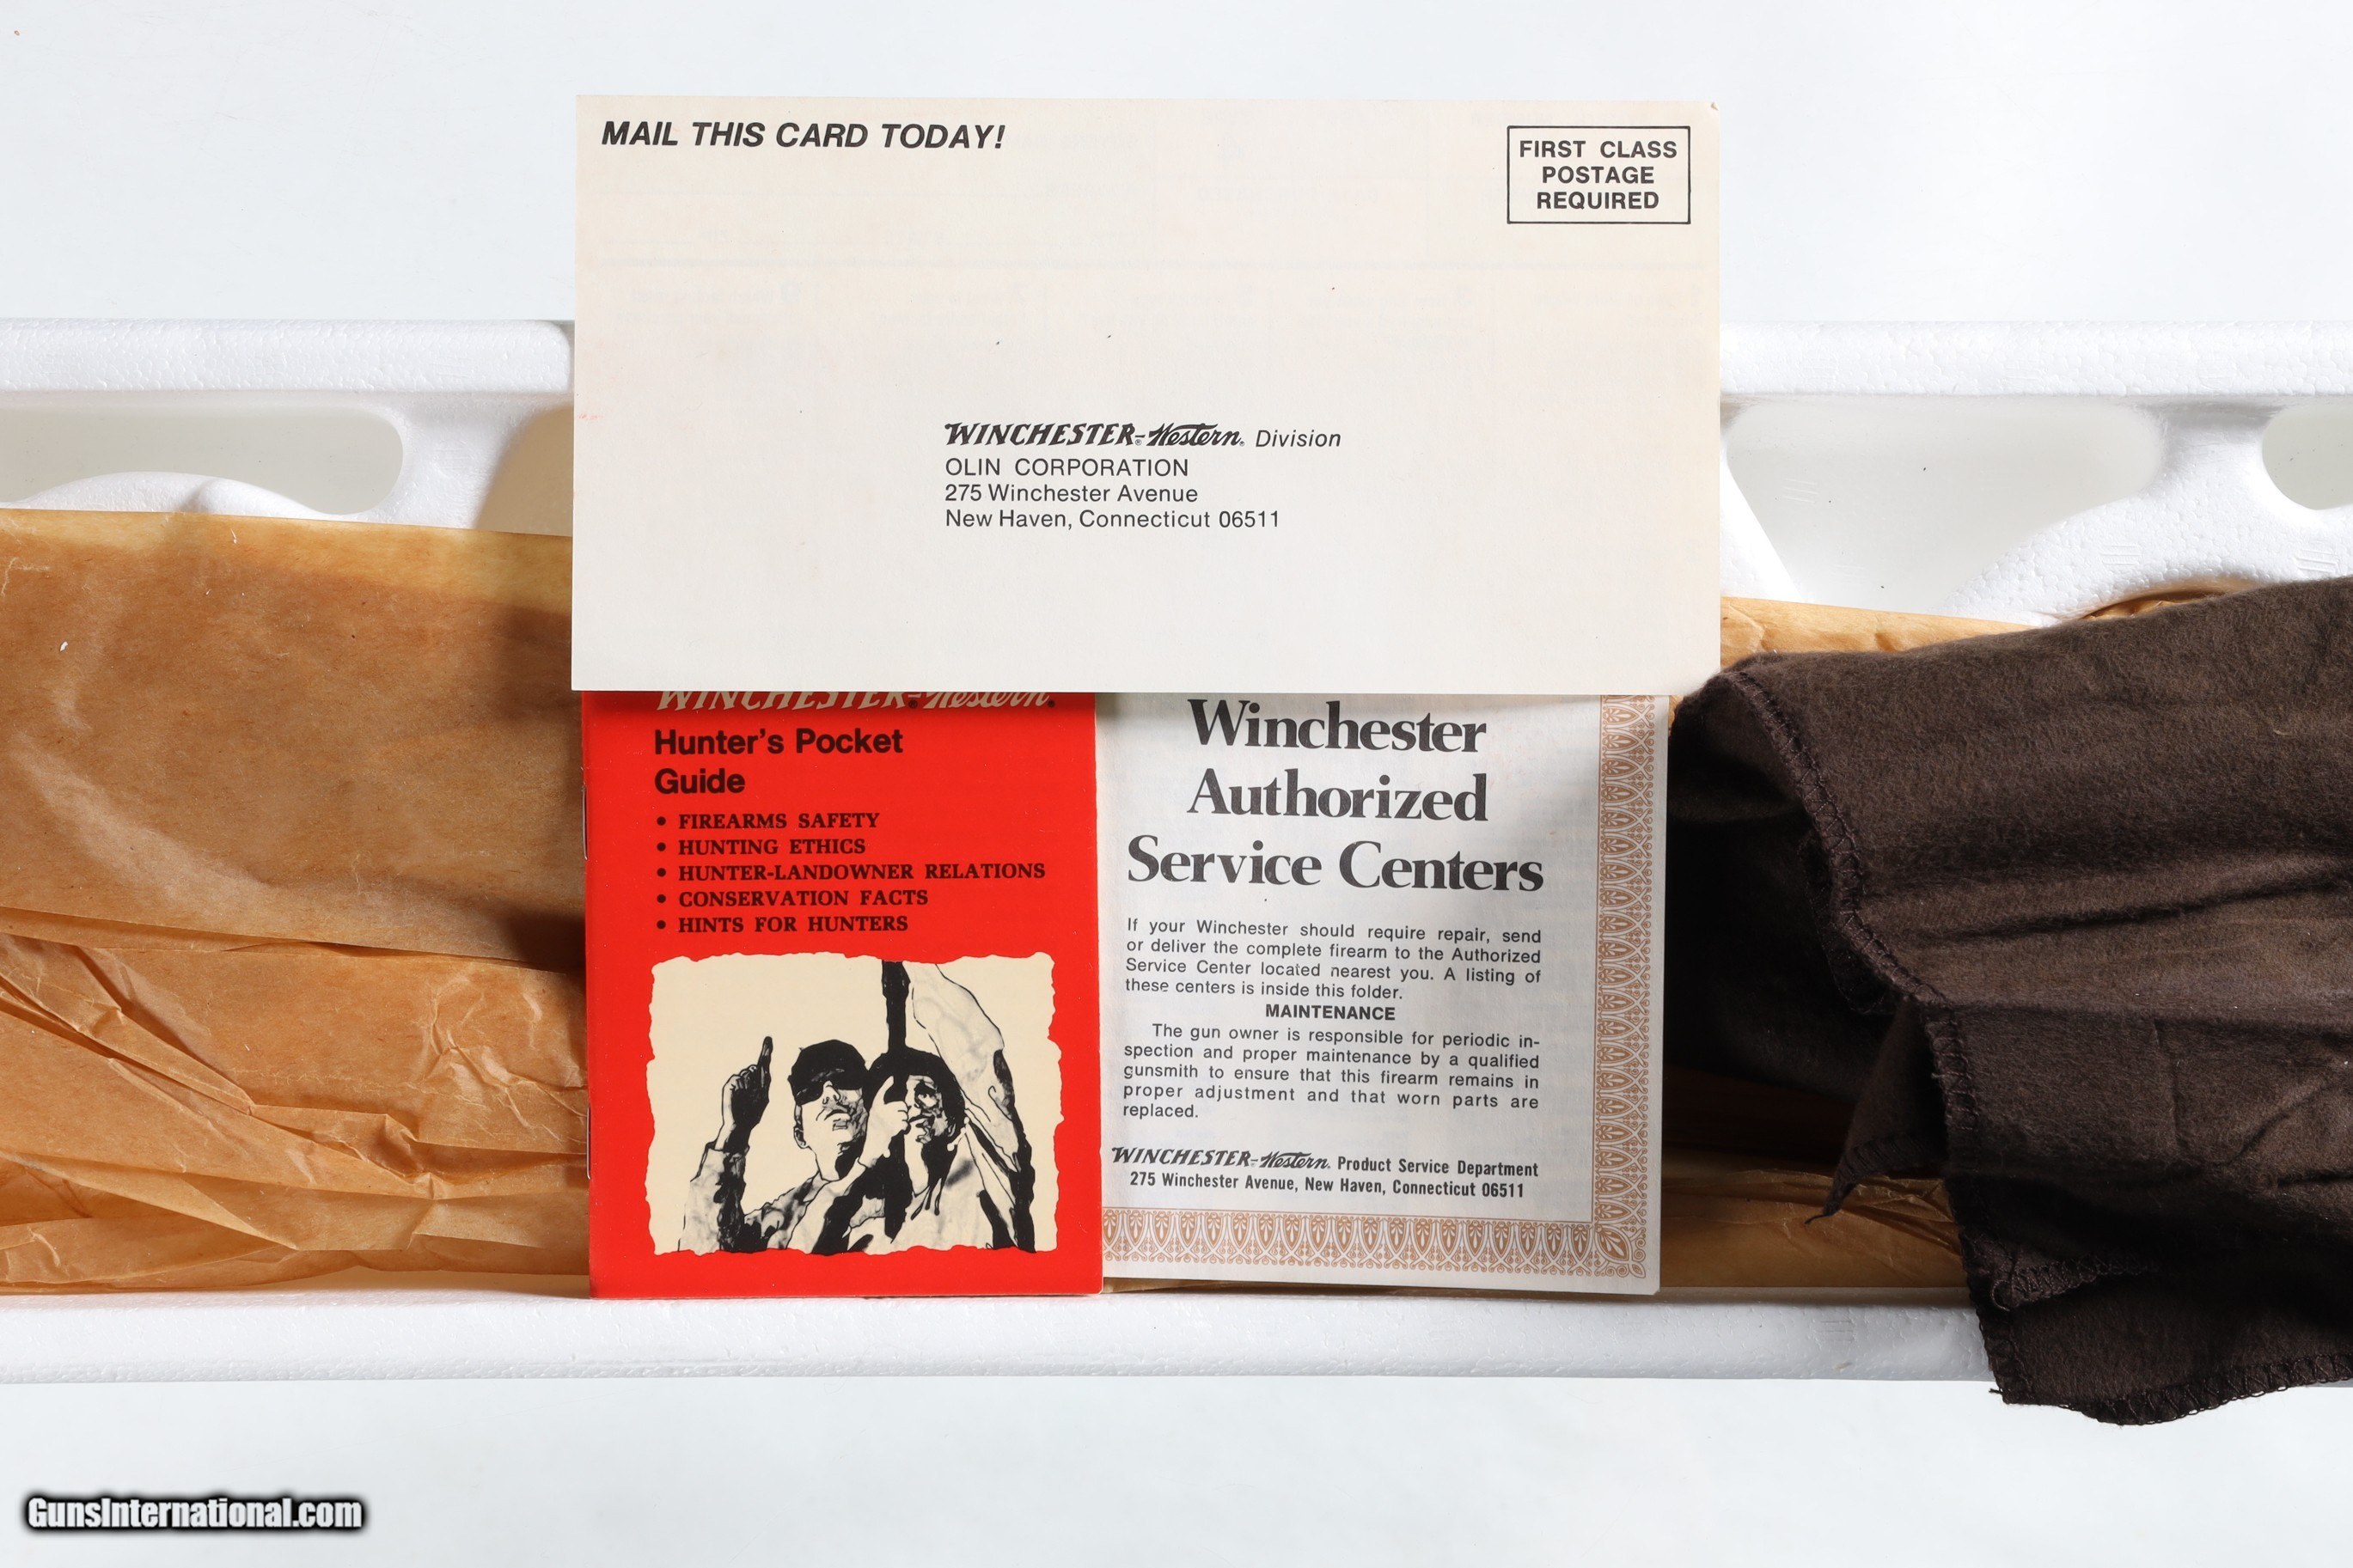 MAIL THIS CARD TODAY!
FIRST CLASS
POSTAGE
REQUIRED
WINCHESTER-Western® Division
OLIN CORPORATION
275 Winchester Avenue
New Haven, Connecticut 06511
WINCHESTER-Western®
Hunter's Pocket
Guide
• FIREARMS SAFETY
• HUNTING ETHICS
• HUNTER-LANDOWNER RELATIONS
• CONSERVATION FACTS
• HINTS FOR HUNTERS
Winchester
Authorized
Service Centers
If your Winchester should require repair, send
or deliver the complete firearm to the Authorized
Service Center located nearest you. A listing of
these centers is inside this folder.
MAINTENANCE
The gun owner is responsible for periodic in-
spection and proper maintenance by a qualified
gunsmith to ensure that this firearm remains in
proper adjustment and that worn parts are
replaced.
WINCHESTER-Western® Product Service Department
275 Winchester Avenue, New Haven, Connecticut 06511
GunsInternational.com